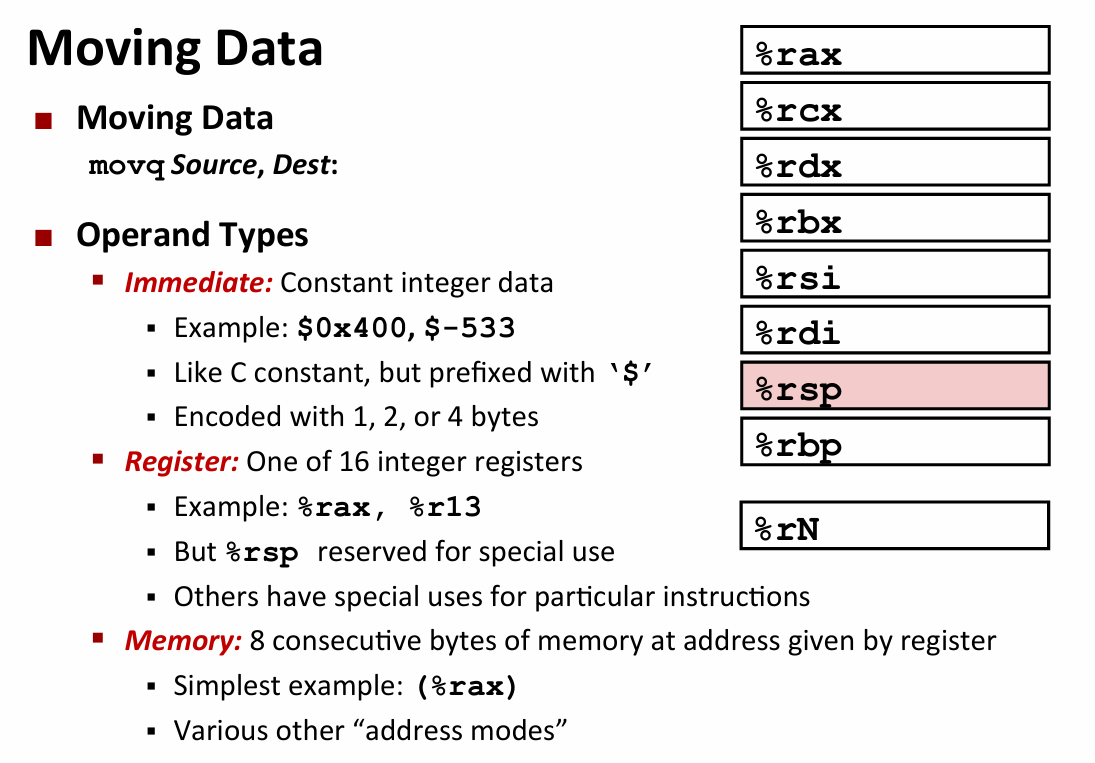 Moving Data
Moving Data
movq Source, Dest:
Operand Types
Immediate: Constant integer data
Example: $0x400, $-533
Like C constant, but prefixed with ‘$’
Encoded with 1, 2, or 4 bytes
Register: One of 16 integer registers
Example: %rax, %r13
But %rsp reserved for special use
Others have special uses for particular instructions
Memory: 8 consecutive bytes of memory at address given by register
Simplest example: (%rax)
Various other “address modes”
%rax
%rcx
%rdx
%rbx
%rsi
%rdi
%rsp
%rbp
%rN